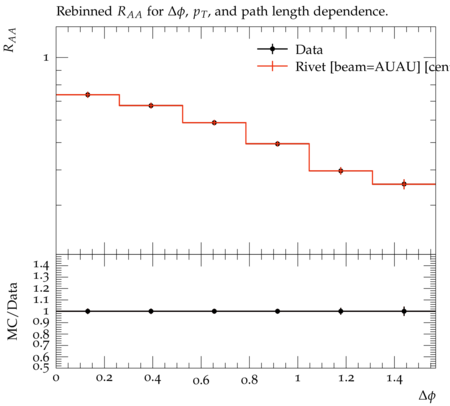 Rebinned R_AA for Δφ, p_T, and path length dependence.
R_AA
1
Data
Rivet [beam=AUAU] [cen
MC/Data
1.4
1.3
1.2
1.1
1
0.9
0.8
0.7
0.6
0.5
0 0.2 0.4 0.6 0.8 1 1.2 1.4
Δφ